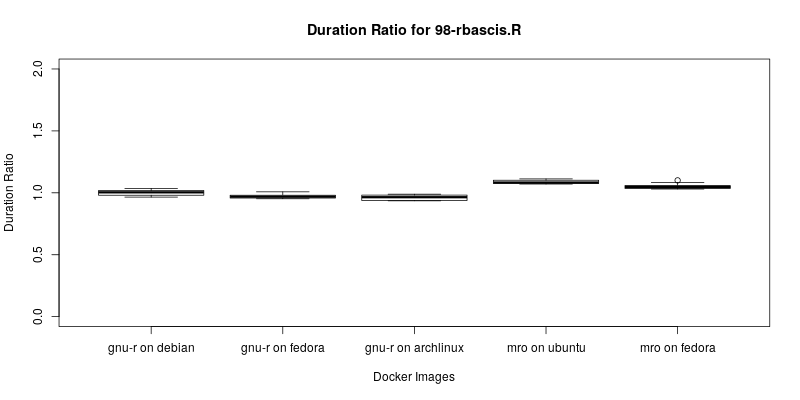 Duration Ratio for 98-rbascis.R
Duration Ratio
2.0
1.5
1.0
0.5
0.0
gnu-r on debian
gnu-r on fedora
gnu-r on archlinux
mro on ubuntu
mro on fedora
Docker Images